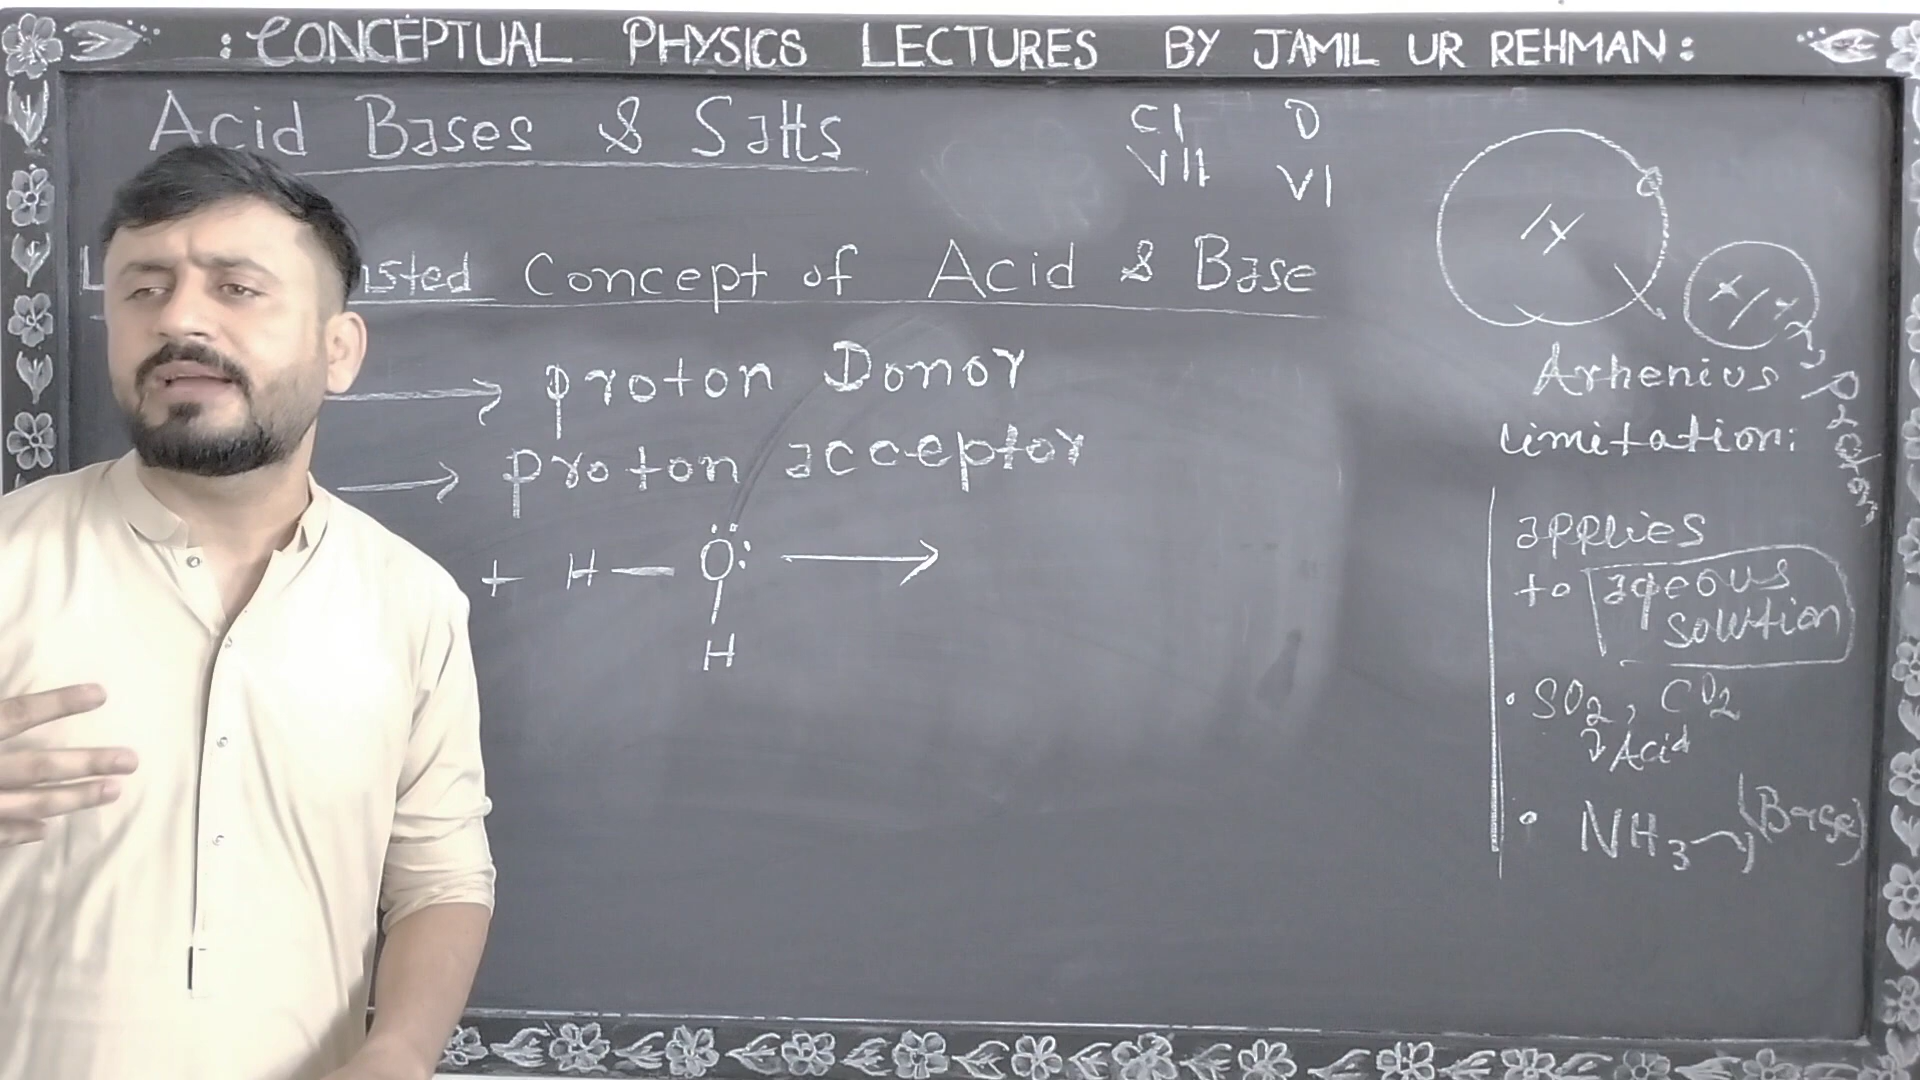 : CONCEPTUAL PHYSICS LECTURES BY JAMIL UR REHMAN :
Acid Bases & Salts
Cl O
VII VI
Concept of Acid & Base
→ proton Donor
→ proton acceptor
+ H — O: →
H
Arhenius
Limitation:
Proton
applies
to aqeous
solution
• SO2, CO2
Acid
• NH3 (Base)